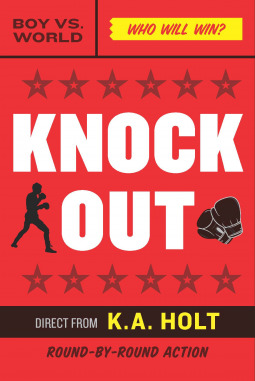 BOY VS.
WORLD
WHO WILL WIN?
KNOCK
OUT
DIRECT FROM K.A. HOLT
ROUND-BY-ROUND ACTION